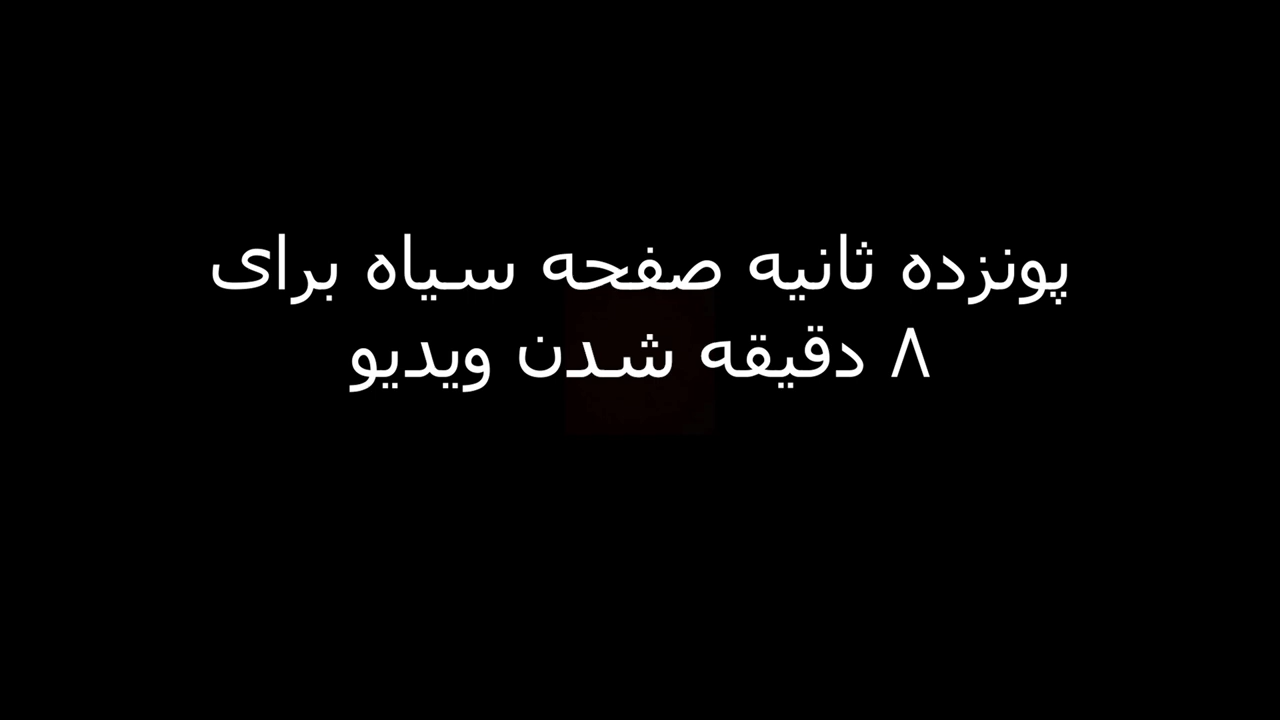 پونزده ثانیه صفحه سیاه برای
۸ دقیقه شدن ویدیو